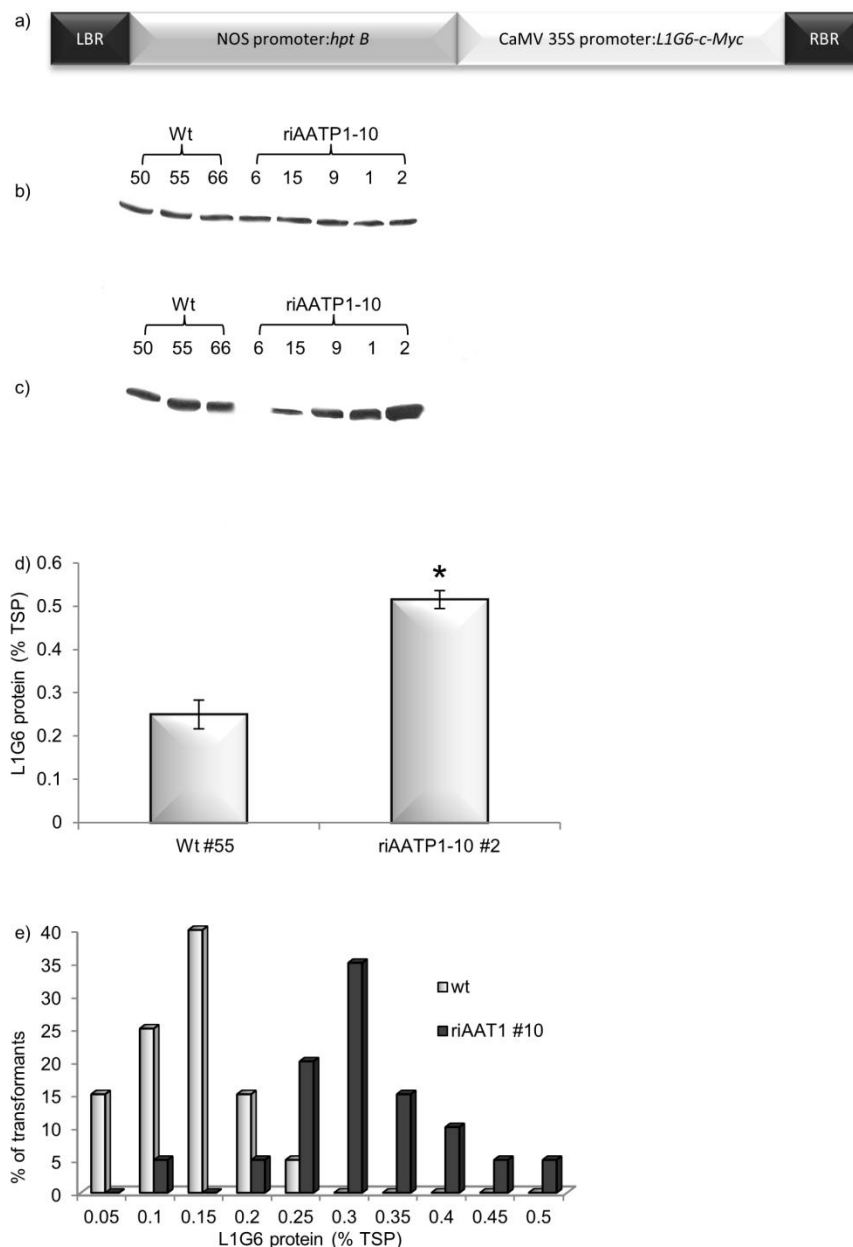 a)
LBR NOS promoter:hpt B CaMV 35S promoter:L1G6-c-Myc RBR
Wt riAATP1-10
50 55 66 6 15 9 1 2
b)
Wt riAATP1-10
50 55 66 6 15 9 1 2
c)
d)
L1G6 protein (% TSP)
0.6
0.5
0.4
0.3
0.2
0.1
0
*
Wt #55 riAATP1-10 #2
e)
% of transformants
40
35
30
25
20
15
10
5
0
wt
riAAT1 #10
0.05 0.1 0.15 0.2 0.25 0.3 0.35 0.4 0.45 0.5
L1G6 protein (% TSP)